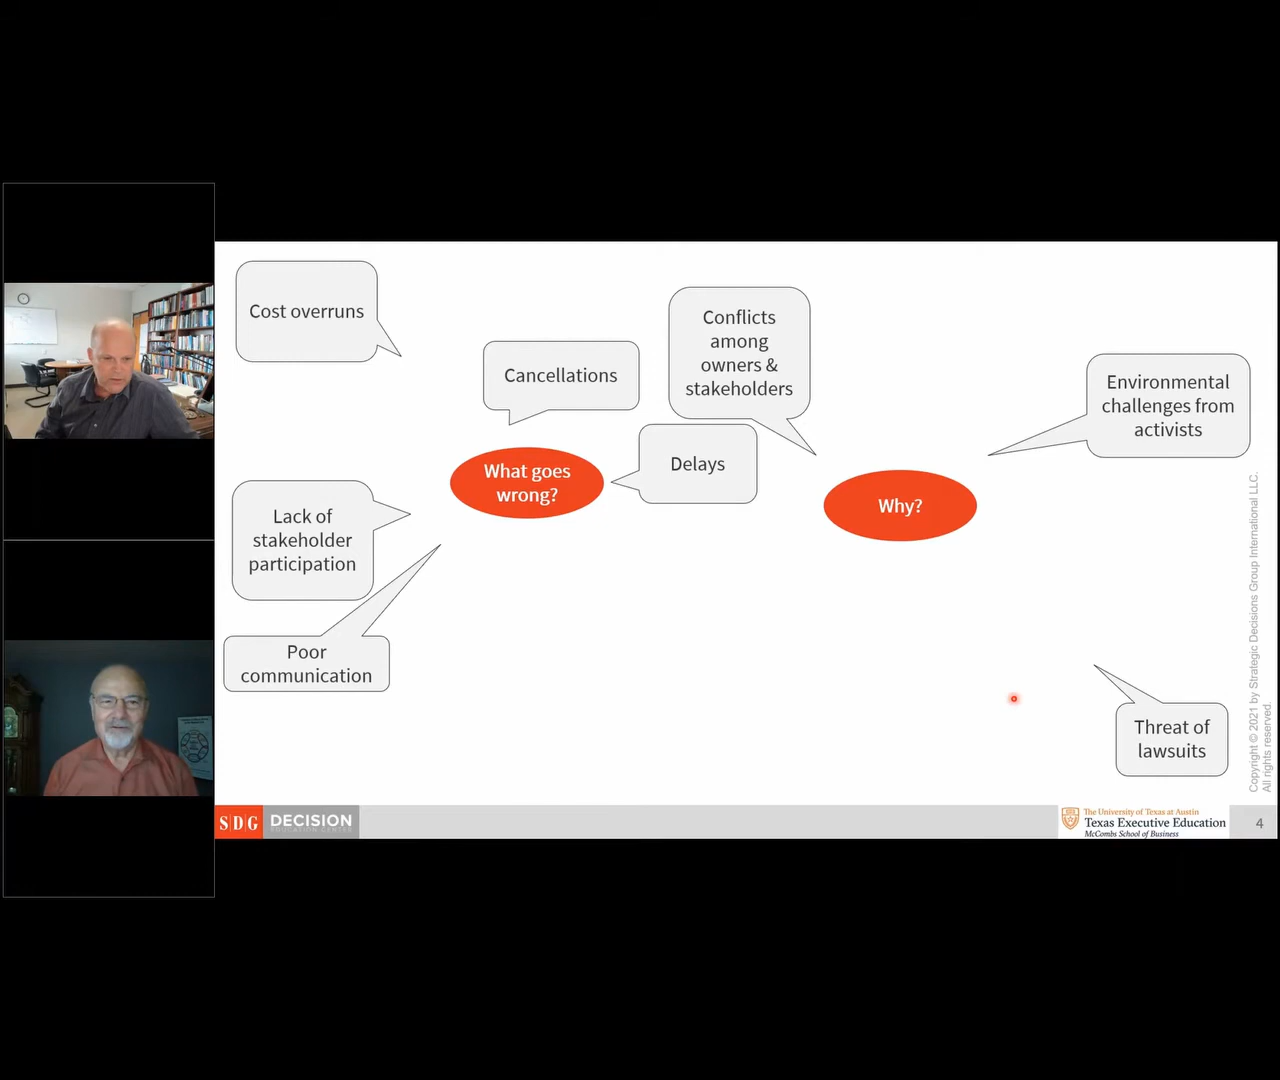 Cost overruns
Cancellations
Conflicts
among
owners &
stakeholders
Environmental
challenges from
activists
What goes
wrong?
Delays
Why?
Lack of
stakeholder
participation
Poor
communication
Threat of
lawsuits
Copyright © 2021 by Strategic Decisions Group International LLC.
All rights reserved.
SDG
DECISION
EDUCATION CENTER
The University of Texas at Austin
Texas Executive Education
McCombs School of Business
4